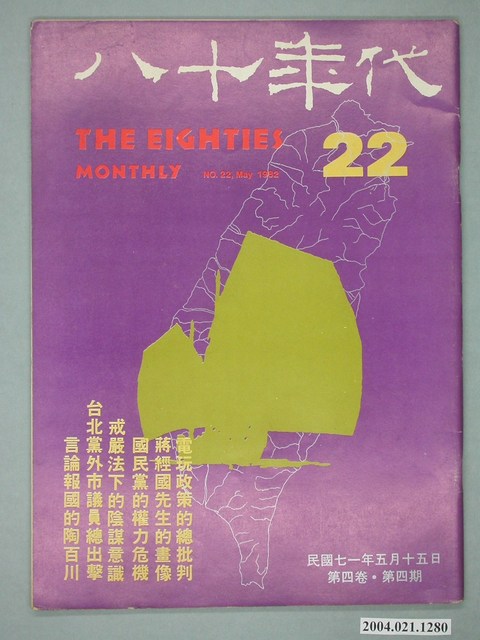 八十年代
THE EIGHTIES
MONTHLY
NO. 22, May 1982
22
電玩政策的總批判
蔣經國先生的畫像
國民黨的權力危機
戒嚴法下的陰謀意識
台北黨外市議員總出擊
言論報國的陶百川
民國七一年五月十五日
第四卷・第四期
2004.021.1280